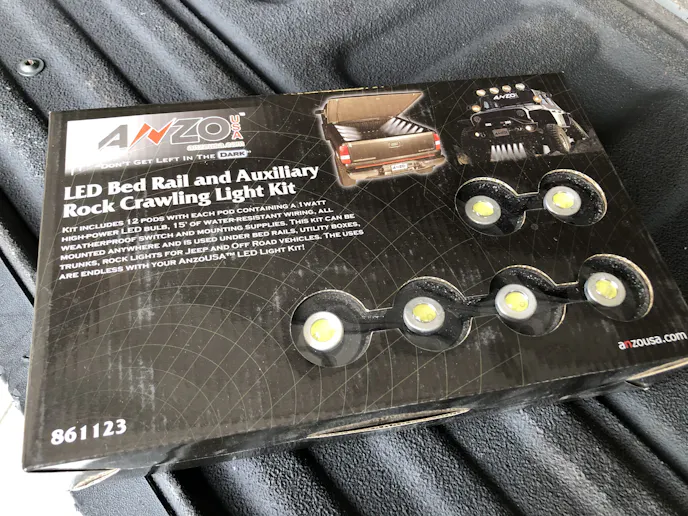 ANZO USA
anzousa.com
DON'T GET LEFT IN THE DARK
LED Bed Rail and Auxiliary
Rock Crawling Light Kit
KIT INCLUDES 12 PODS WITH EACH POD CONTAINING A .1WATT
HIGH-POWER LED BULB, 15' OF WATER-RESISTANT WIRING, ALL
WEATHERPROOF SWITCH AND MOUNTING SUPPLIES. THIS KIT CAN BE
MOUNTED ANYWHERE AND IS USED UNDER BED RAILS, UTILITY BOXES,
TRUNKS, ROCK LIGHTS FOR JEEP AND OFF ROAD VEHICLES. THE USES
ARE ENDLESS WITH YOUR ANZOUSA™ LED LIGHT KIT!
ANZO
anzousa.com
861123